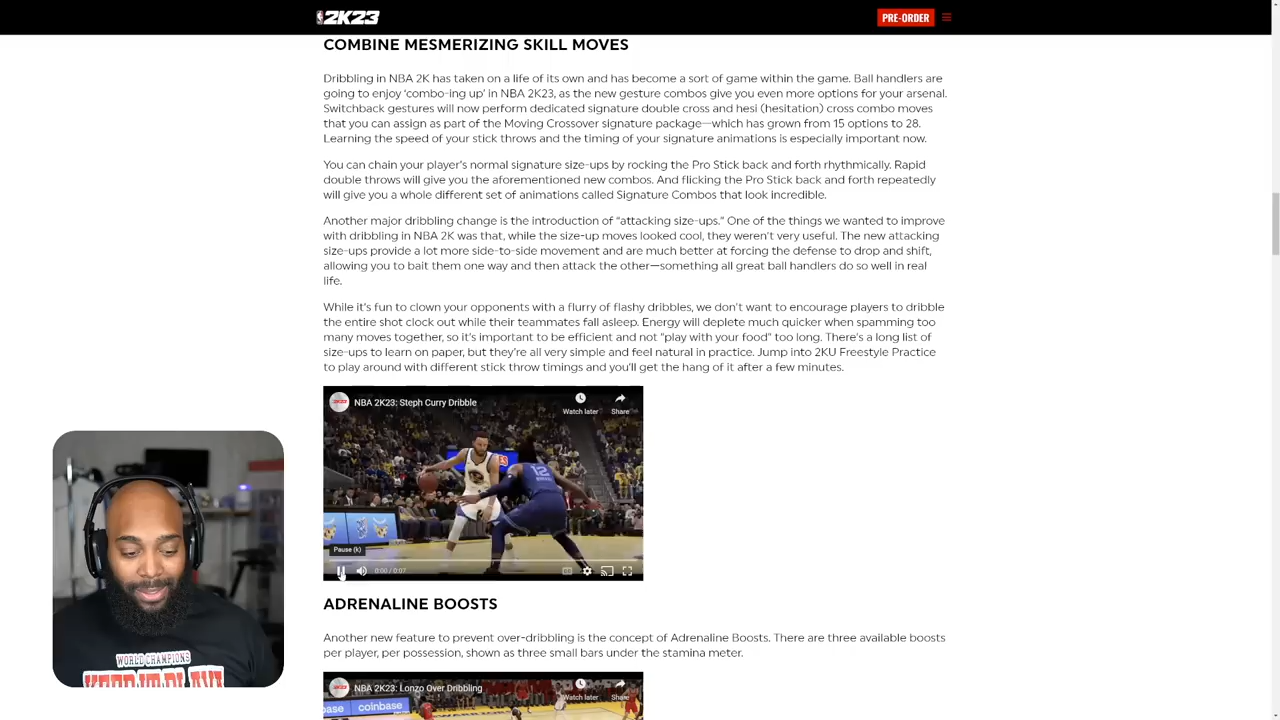 2K23
PRE-ORDER
COMBINE MESMERIZING SKILL MOVES
Dribbling in NBA 2K has taken on a life of its own and has become a sort of game within the game. Ball handlers are
going to enjoy ‘combo-ing up’ in NBA 2K23, as the new gesture combos give you even more options for your arsenal.
Switchback gestures will now perform dedicated signature double cross and hesi (hesitation) cross combo moves
that you can assign as part of the Moving Crossover signature package—which has grown from 15 options to 28.
Learning the speed of your stick throws and the timing of your signature animations is especially important now.
You can chain your player’s normal signature size-ups by rocking the Pro Stick back and forth rhythmically. Rapid
double throws will give you the aforementioned new combos. And flicking the Pro Stick back and forth repeatedly
will give you a whole different set of animations called Signature Combos that look incredible.
Another major dribbling change is the introduction of “attacking size-ups.” One of the things we wanted to improve
with dribbling in NBA 2K was that, while the size-up moves looked cool, they weren’t very useful. The new attacking
size-ups provide a lot more side-to-side movement and are much better at forcing the defense to drop and shift,
allowing you to bait them one way and then attack the other—something all great ball handlers do so well in real
life.
While it’s fun to clown your opponents with a flurry of flashy dribbles, we don’t want to encourage players to dribble
the entire shot clock out while their teammates fall asleep. Energy will deplete much quicker when spamming too
many moves together, so it’s important to be efficient and not “play with your food” too long. There’s a long list of
size-ups to learn on paper, but they’re all very simple and feel natural in practice. Jump into 2KU Freestyle Practice
to play around with different stick throw timings and you’ll get the hang of it after a few minutes.
NBA 2K23: Steph Curry Dribble
Watch later
Share
12
Pause (k)
0:00 / 0:07
ADRENALINE BOOSTS
Another new feature to prevent over-dribbling is the concept of Adrenaline Boosts. There are three available boosts
per player, per possession, shown as three small bars under the stamina meter.
NBA 2K23: Lonzo Over Dribbling
Watch later
Share
coinbase
WORLD CHAMPIONS